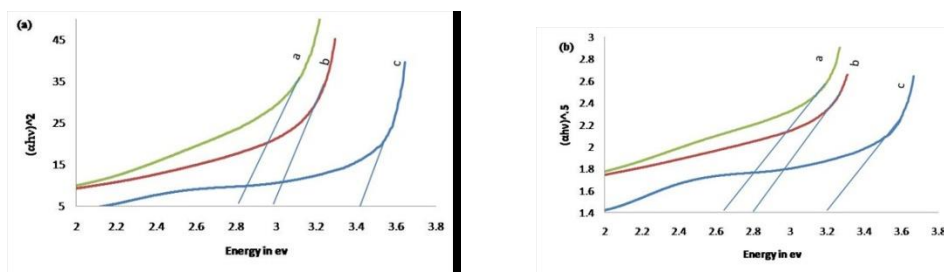 (a)
45
35
25
15
5
(αhν)^2
a
b
c
2 2.2 2.4 2.6 2.8 3 3.2 3.4 3.6 3.8
Energy in ev
(b)
3
2.8
2.6
2.4
2.2
2
1.8
1.6
1.4
(αhν)^.5
a
b
c
2 2.2 2.4 2.6 2.8 3 3.2 3.4 3.6 3.8
Energy in ev